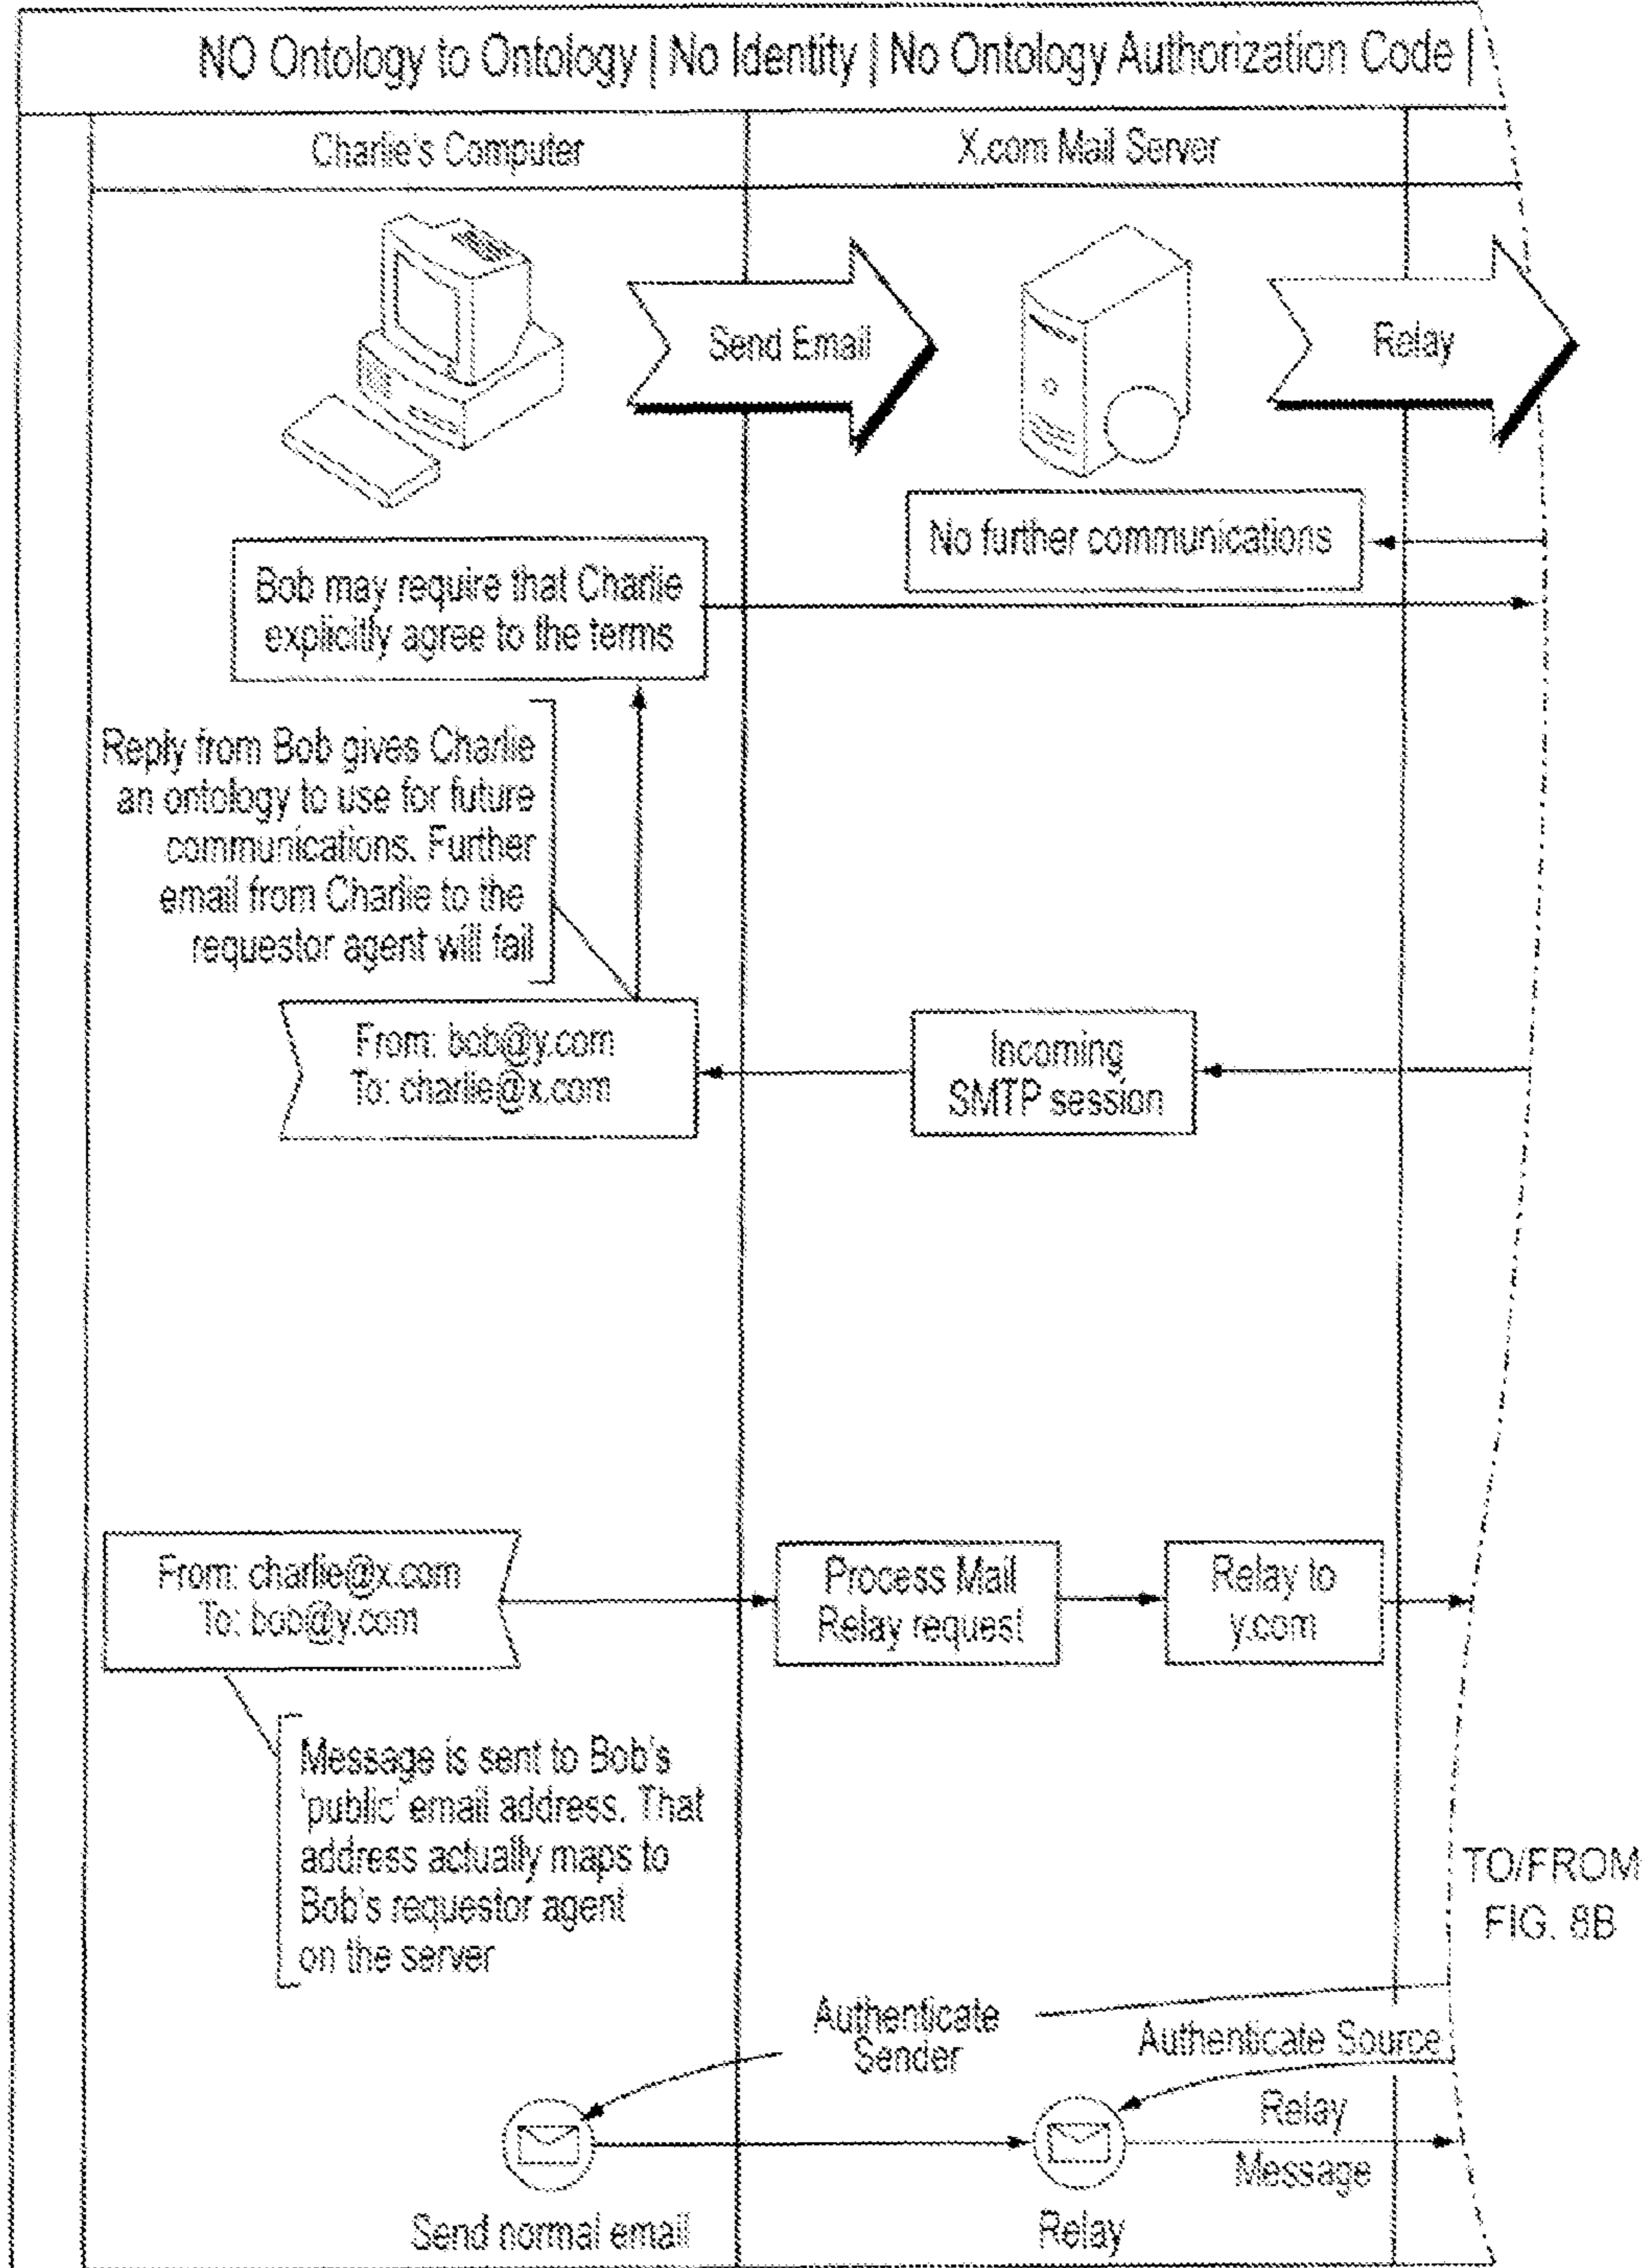 NO Ontology to Ontology | No Identity | No Ontology Authorization Code |
Charlie's Computer
X.com Mail Server
Send Email
Relay
No further communications
Bob may require that Charlie
explicitly agree to the terms
Reply from Bob gives Charlie
an ontology to use for future
communications. Further
email from Charlie to the
requestor agent will fail
From: bob@y.com
To: charlie@x.com
Incoming
SMTP session
From: charlie@x.com
To: bob@y.com
Process Mail
Relay request
Relay to
y.com
Message is sent to Bob's
'public' email address. That
address actually maps to
Bob's requestor agent
on the server
TO/FROM
FIG. 8B
Authenticate
Sender
Authenticate Source
Relay
Message
Send normal email
Relay